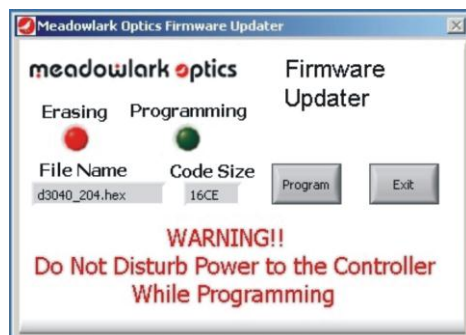 Meadowlark Optics Firmware Updater
meadowlark optics
Firmware
Updater
Erasing
Programming
File Name
Code Size
d3040_204.hex
16CE
Program
Exit
WARNING!!
Do Not Disturb Power to the Controller
While Programming